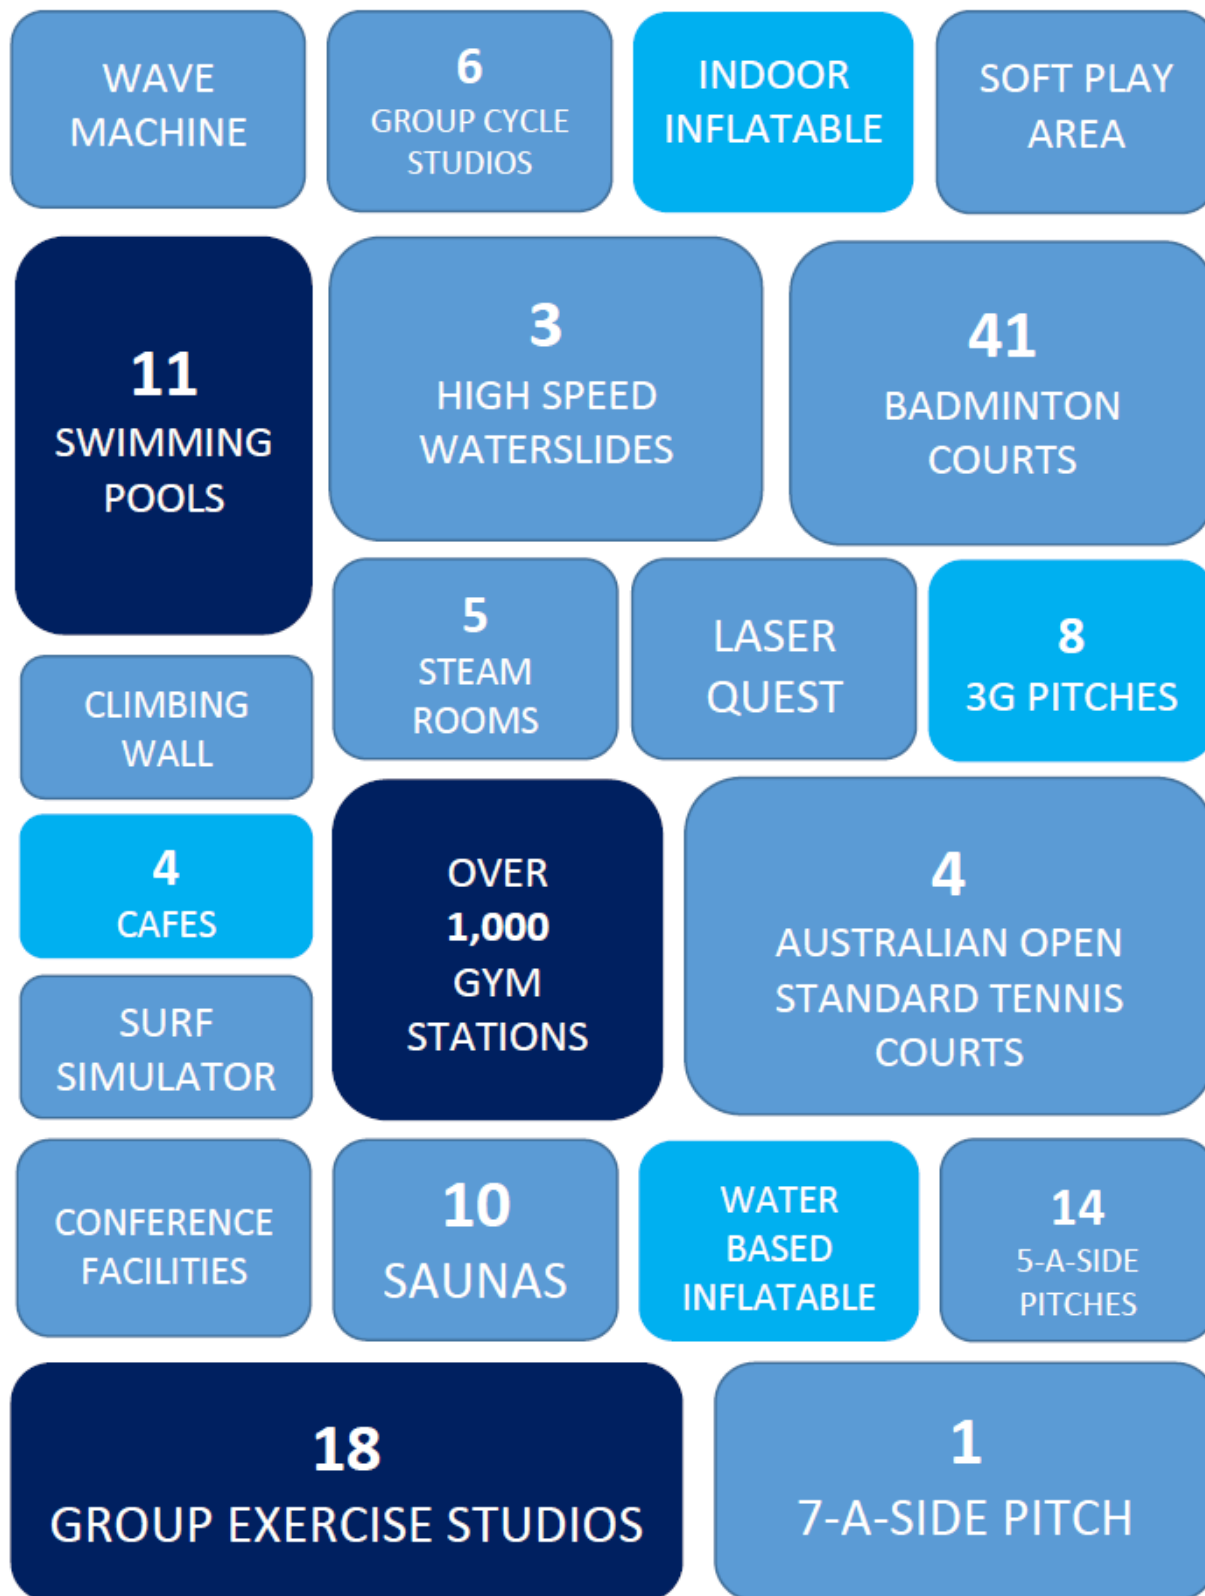 WAVE
MACHINE
6
GROUP CYCLE
STUDIOS
INDOOR
INFLATABLE
SOFT PLAY
AREA
11
SWIMMING
POOLS
3
HIGH SPEED
WATERSLIDES
41
BADMINTON
COURTS
5
STEAM
ROOMS
LASER
QUEST
8
3G PITCHES
CLIMBING
WALL
4
CAFES
OVER
1,000
GYM
STATIONS
4
AUSTRALIAN OPEN
STANDARD TENNIS
COURTS
SURF
SIMULATOR
CONFERENCE
FACILITIES
10
SAUNAS
WATER
BASED
INFLATABLE
14
5-A-SIDE
PITCHES
18
GROUP EXERCISE STUDIOS
1
7-A-SIDE PITCH